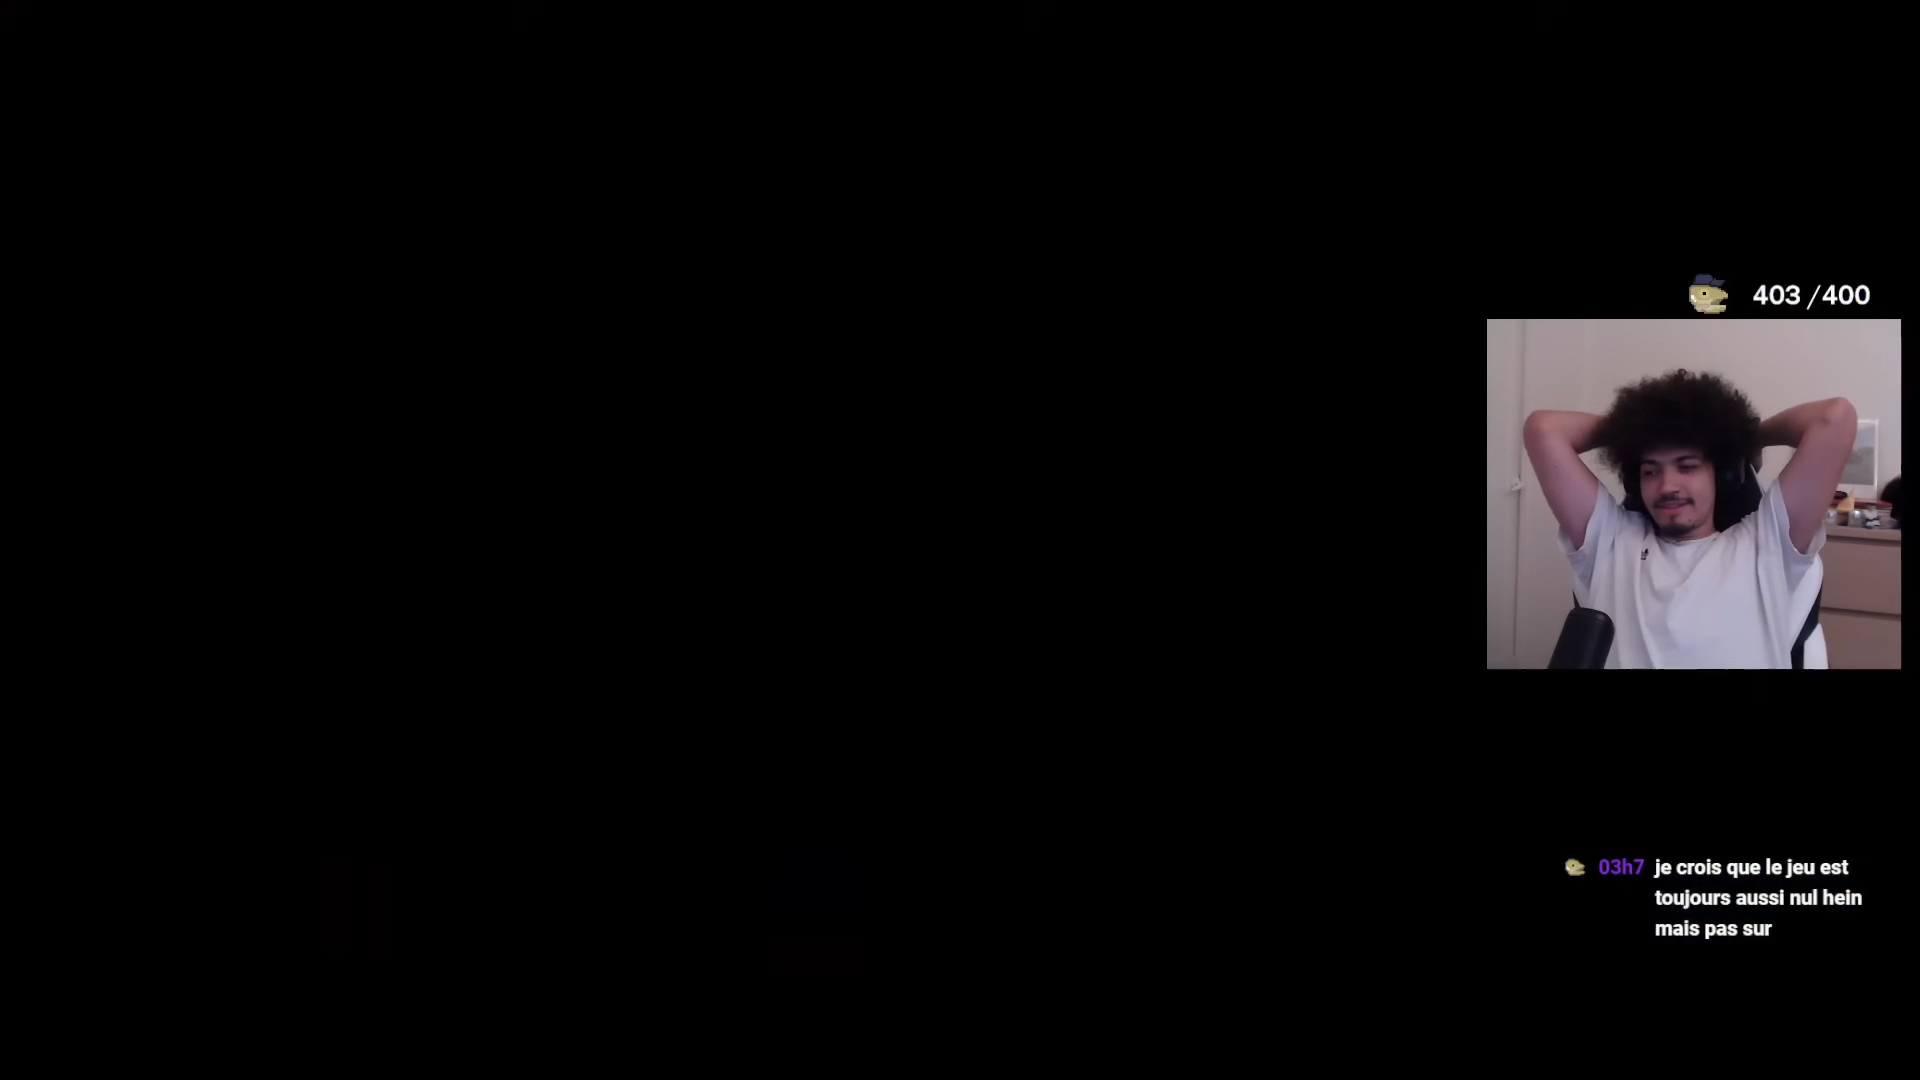 403 /400
03h7 je crois que le jeu est
toujours aussi nul hein
mais pas sur